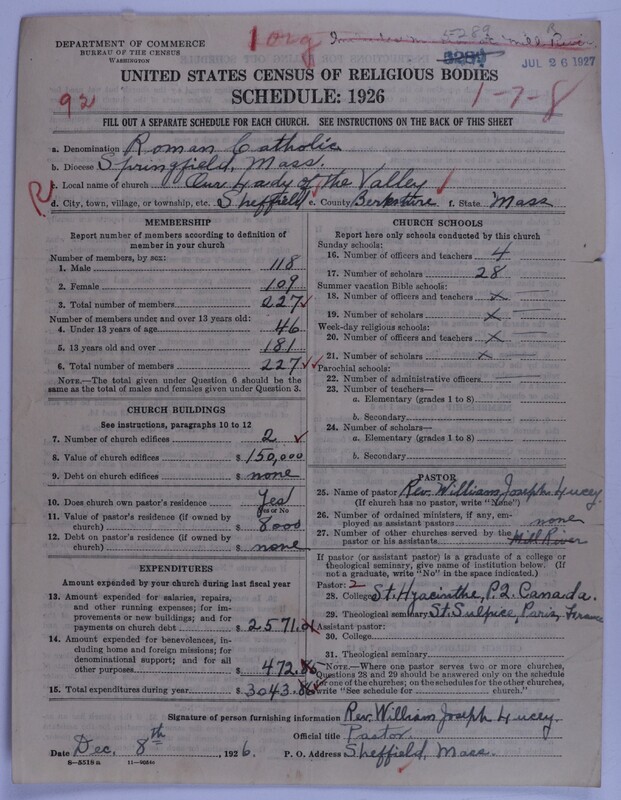 1 org
5289
Mill River
DEPARTMENT OF COMMERCE
BUREAU OF THE CENSUS
WASHINGTON
JUL 26 1927
UNITED STATES CENSUS OF RELIGIOUS BODIES
SCHEDULE: 1926
92
1-7-8
FILL OUT A SEPARATE SCHEDULE FOR EACH CHURCH. SEE INSTRUCTIONS ON THE BACK OF THIS SHEET
a. Denomination Roman Catholic
b. Diocese Springfield, Mass.
c. Local name of church Our Lady of the Valley
d. City, town, village, or township, etc. Sheffield e. County Berkshire f. State Mass
R
MEMBERSHIP
Report number of members according to definition of
member in your church
Number of members, by sex:
1. Male 118
2. Female 109
3. Total number of members 227
Number of members under and over 13 years old:
4. Under 13 years of age 46
5. 13 years old and over 181
6. Total number of members 227
NOTE.—The total given under Question 6 should be
same as the total of males and females given under Question 3.
CHURCH BUILDINGS
See instructions, paragraphs 10 to 12
7. Number of church edifices 2
8. Value of church edifices $ 150,000
9. Debt on church edifices $ none
10. Does church own pastor's residence Yes
Yes or No
11. Value of pastor's residence (if owned by
church) $ 8000
12. Debt on pastor's residence (if owned by
church) $ none
EXPENDITURES
Amount expended by your church during last fiscal year
13. Amount expended for salaries, repairs,
and other running expenses; for im-
provements or new buildings; and for
payments on church debt $ 2571.01
14. Amount expended for benevolences, in-
cluding home and foreign missions; for
denominational support; and for all
other purposes $ 472.85
15. Total expenditures during year $ 3043.86
CHURCH SCHOOLS
Report here only schools conducted by this church
Sunday schools:
16. Number of officers and teachers 4
17. Number of scholars 28
Summer vacation Bible schools:
18. Number of officers and teachers x —
19. Number of scholars x —
Week-day religious schools:
20. Number of officers and teachers x —
21. Number of scholars x —
Parochial schools:
22. Number of administrative officers
23. Number of teachers—
a. Elementary (grades 1 to 8)
b. Secondary
24. Number of scholars—
a. Elementary (grades 1 to 8)
b. Secondary
PASTOR
25. Name of pastor Rev. William Joseph Lucey
(If church has no pastor, write "None")
26. Number of ordained ministers, if any, em-
ployed as assistant pastors none
27. Number of other churches served by the
pastor or his assistants Mill River
If pastor (or assistant pastor) is a graduate of a college or
theological seminary, give name of institution below. (If
not a graduate, write "No" in the space indicated.)
Pastor: 2
28. College St. Hyacinthe, P.Q. Canada.
29. Theological seminary St. Sulpice, Paris, France
Assistant pastor:
30. College
31. Theological seminary
NOTE.—Where one pastor serves two or more churches,
Questions 28 and 29 should be answered only on the schedule
for one of the churches; on the schedules for the other churches,
write "See schedule for church."
Signature of person furnishing information Rev. William Joseph Lucey
Official title Pastor
Date Dec. 8th, 1926. P. O. Address Sheffield, Mass.
8—5518a 11—9024c